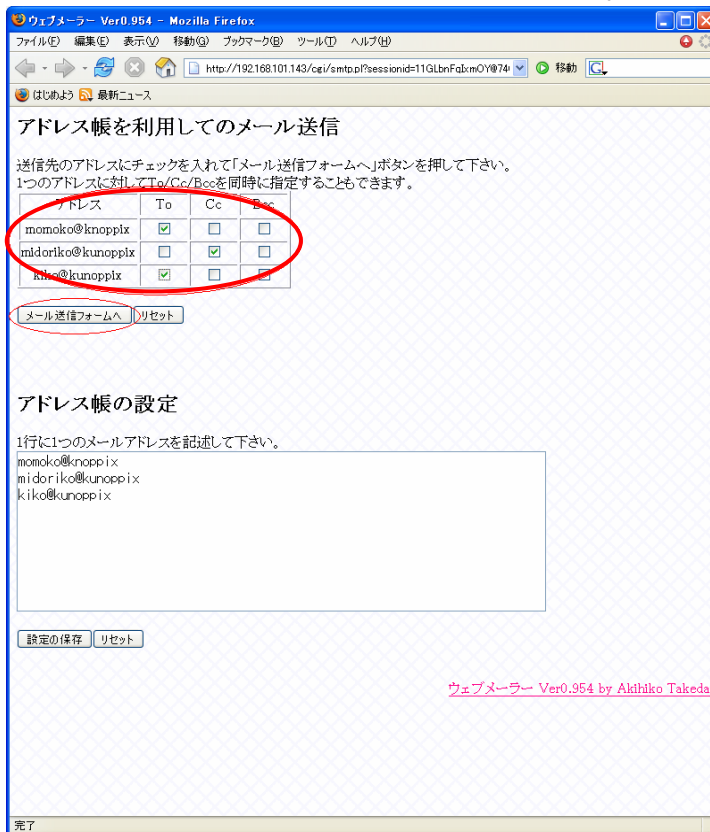 ウェブメーラー Ver0.954 - Mozilla Firefox
ファイル(F) 編集(E) 表示(V) 移動(G) ブックマーク(B) ツール(T) ヘルプ(H)
移動 G
はじめよう 最新ニュース
アドレス帳を利用してのメール送信
送信先のアドレスにチェックを入れて「メール送信フォームへ」ボタンを押して下さい。
1つのアドレスに対してTo/Cc/Bccを同時に指定することもできます。
アドレス To Cc Bcc
momoko@knoppix
midoriko@kunoppix
kiko@kunoppix
メール送信フォームへ リセット
アドレス帳の設定
1行に1つのメールアドレスを記述して下さい。
momoko@knoppix
midoriko@kunoppix
kiko@kunoppix
設定の保存 リセット
ウェブメーラー Ver0.954 by Akihiko Takeda
完了